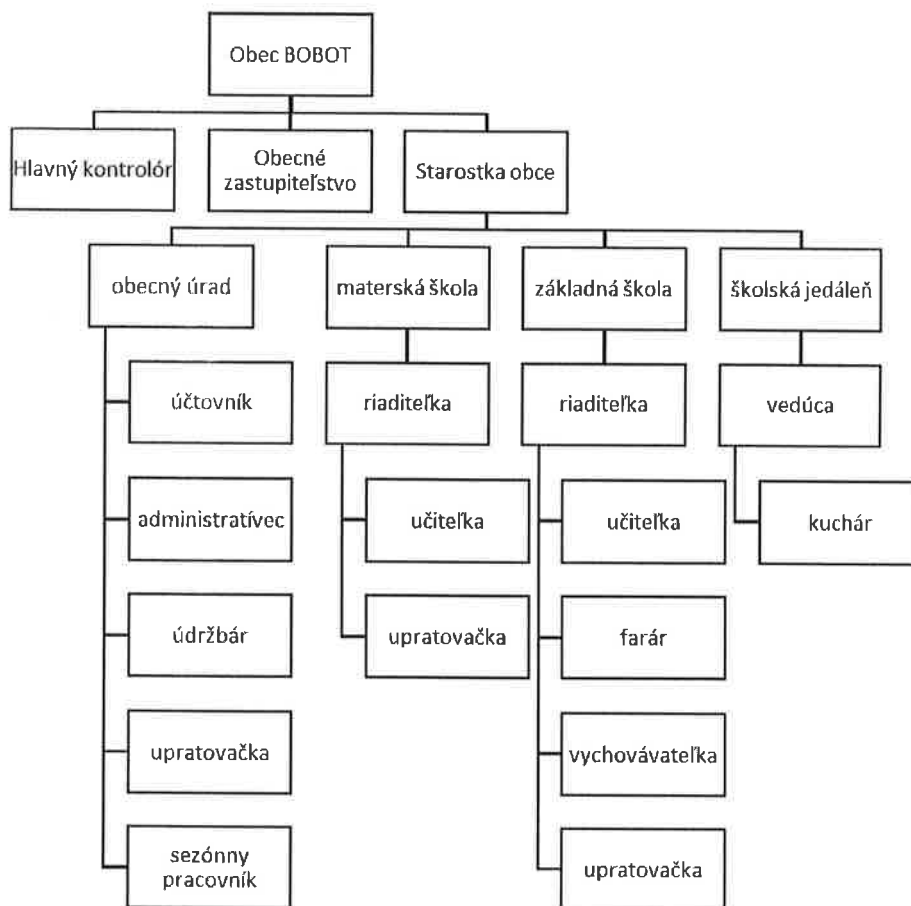 Obec BOBOT
Hlavný kontrolór
Obecné
zastupiteľstvo
Starostka obce
obecný úrad
materská škola
základná škola
školská jedáleň
účtovník
riaditeľka
riaditeľka
vedúca
administratívec
učiteľka
učiteľka
kuchár
údržbár
upratovačka
farár
upratovačka
vychovávateľka
sezónny
pracovník
upratovačka